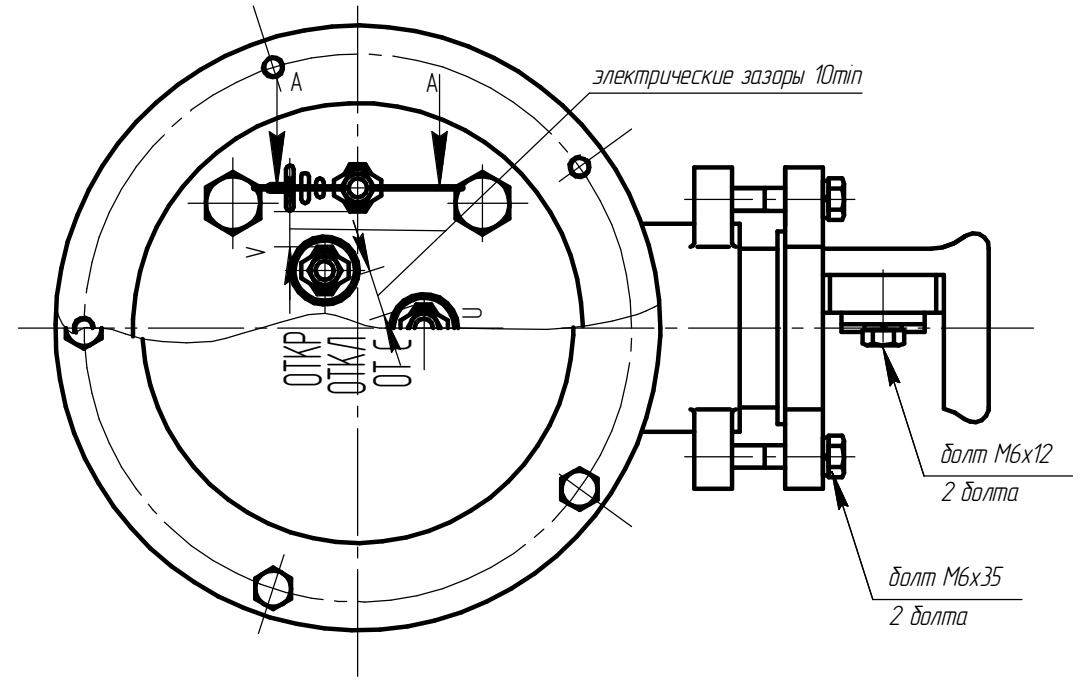 A
A
электрические зазоры 10min
V
U
ОТКР
ОТКЛ
ОТ С
болт М6х12
2 болта
болт М6х35
2 болта